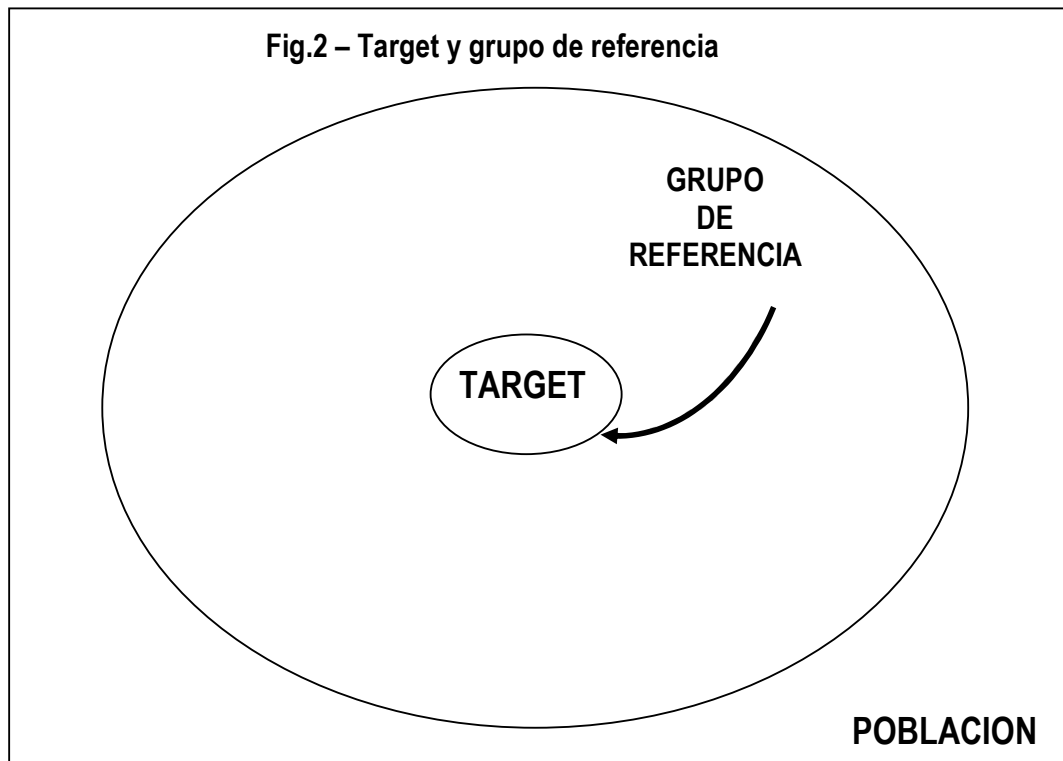 Fig.2 – Target y grupo de referencia
GRUPO
DE
REFERENCIA
TARGET
POBLACION